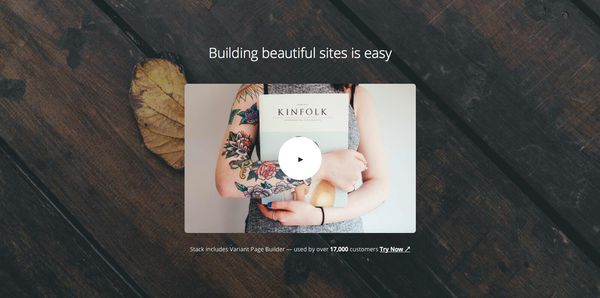 Building beautiful sites is easy
KINFOLK
Stack includes Variant Page Builder — used by over 17,000 customers Try Now ↗